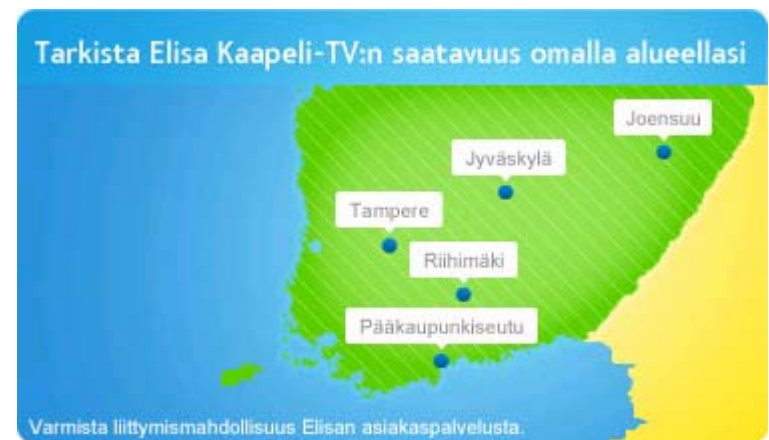 Tarkista Elisa Kaapeli-TV:n saatavuus omalla alueellasi
Joensuu
Jyväskylä
Tampere
Riihimäki
Pääkaupunkiseutu
Varmista liittymismahdollisuus Elisan asiakaspalvelusta.